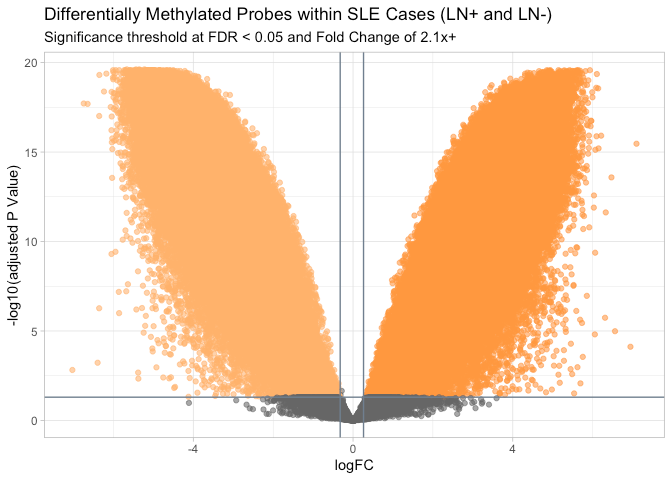 Differentially Methylated Probes within SLE Cases (LN+ and LN-)
Significance threshold at FDR < 0.05 and Fold Change of 2.1x+
20
15
10
5
0
-log10(adjusted P Value)
-4
0
4
logFC